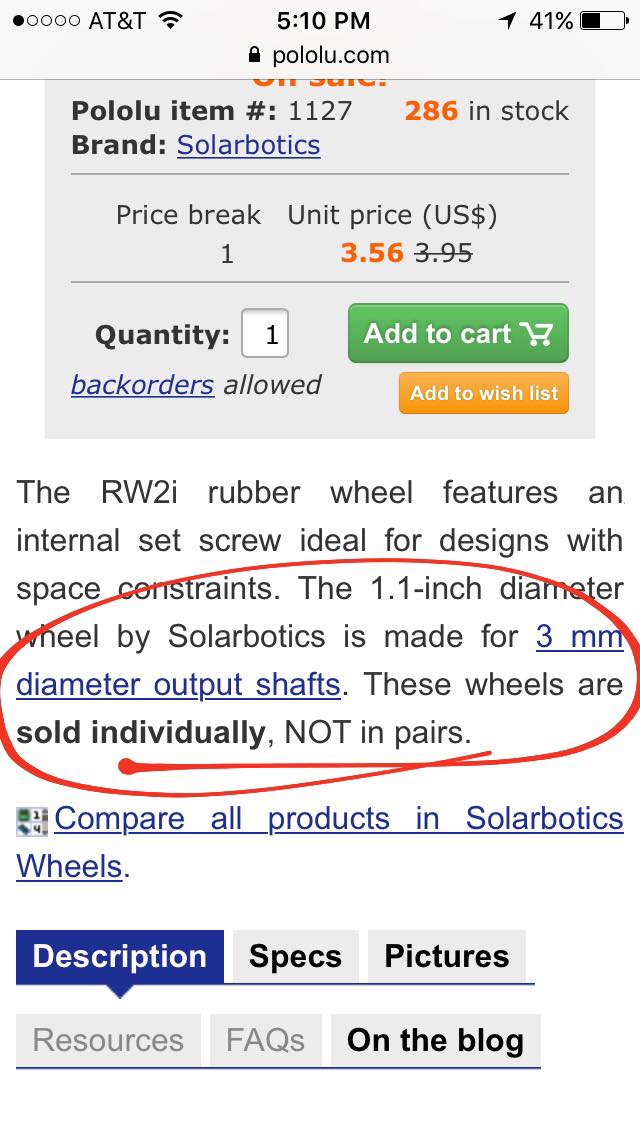 AT&T 5:10 PM 41%
pololu.com
On sale!
Pololu item #: 1127 286 in stock
Brand: Solarbotics
Price break Unit price (US$)
1 3.56 3.95
Quantity: 1 Add to cart
backorders allowed Add to wish list
The RW2i rubber wheel features an
internal set screw ideal for designs with
space constraints. The 1.1-inch diameter
wheel by Solarbotics is made for 3 mm
diameter output shafts. These wheels are
sold individually, NOT in pairs.
Compare all products in Solarbotics
Wheels.
Description Specs Pictures
Resources FAQs On the blog